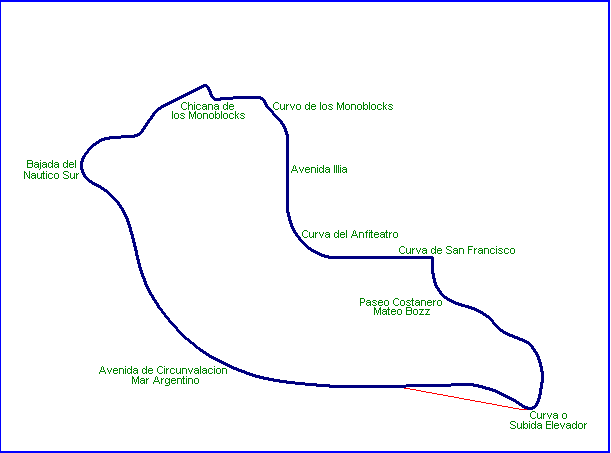 Chicana de
los Monoblocks
Curvo de los Monoblocks
Bajada del
Nautico Sur
Avenida Illia
Curva del Anfiteatro
Curva de San Francisco
Paseo Costanero
Mateo Bozz
Avenida de Circunvalacion
Mar Argentino
Curva o
Subida Elevador